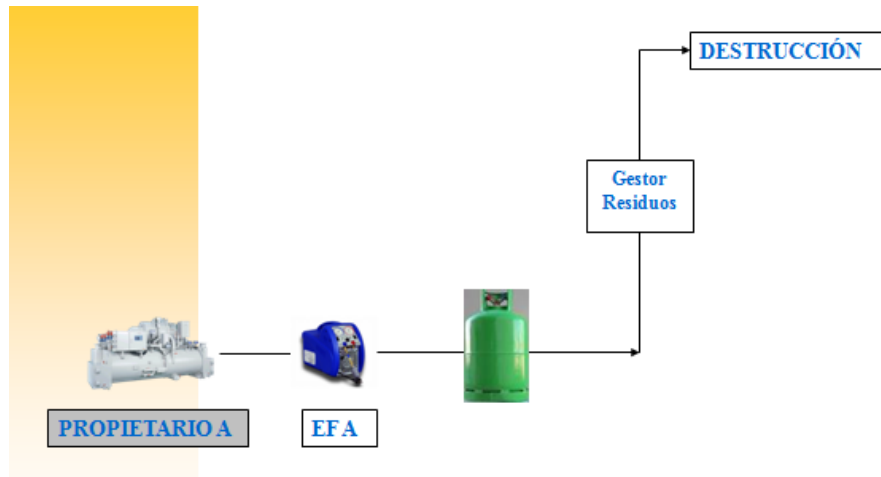 DESTRUCCIÓN
Gestor
Residuos
PROPIETARIO A
EF A